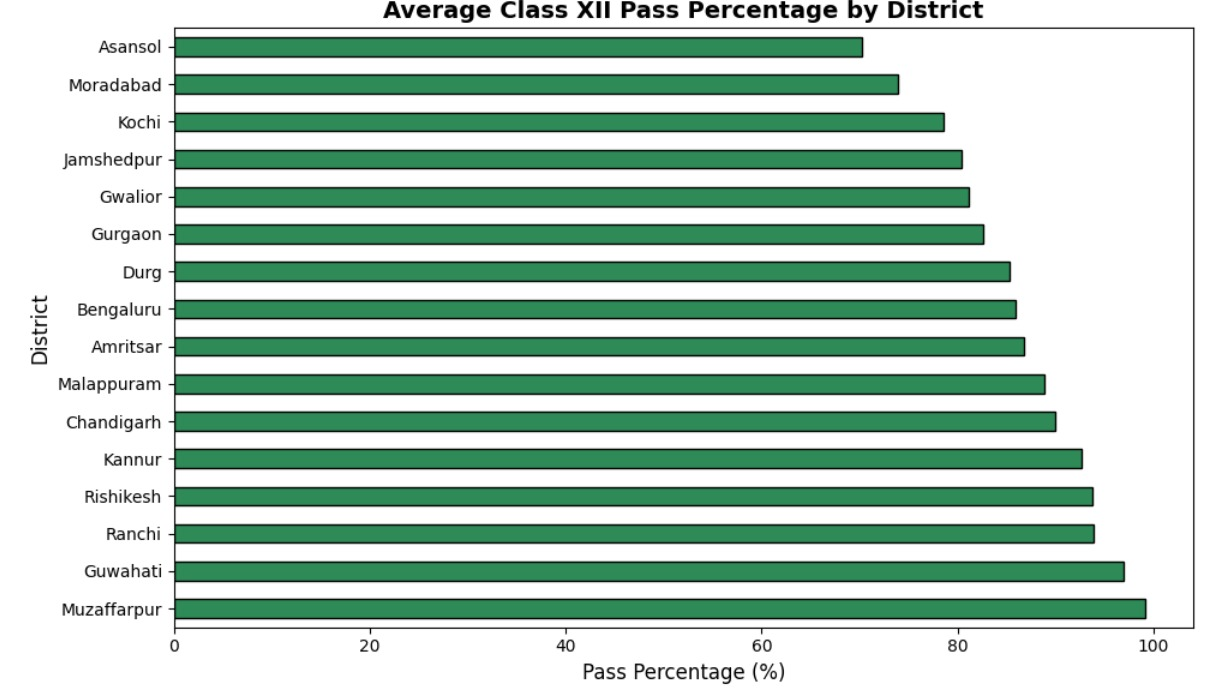 Average Class XII Pass Percentage by District
Asansol
Moradabad
Kochi
Jamshedpur
Gwalior
Gurgaon
Durg
Bengaluru
Amritsar
Malappuram
Chandigarh
Kannur
Rishikesh
Ranchi
Guwahati
Muzaffarpur
District
0 20 40 60 80 100
Pass Percentage (%)